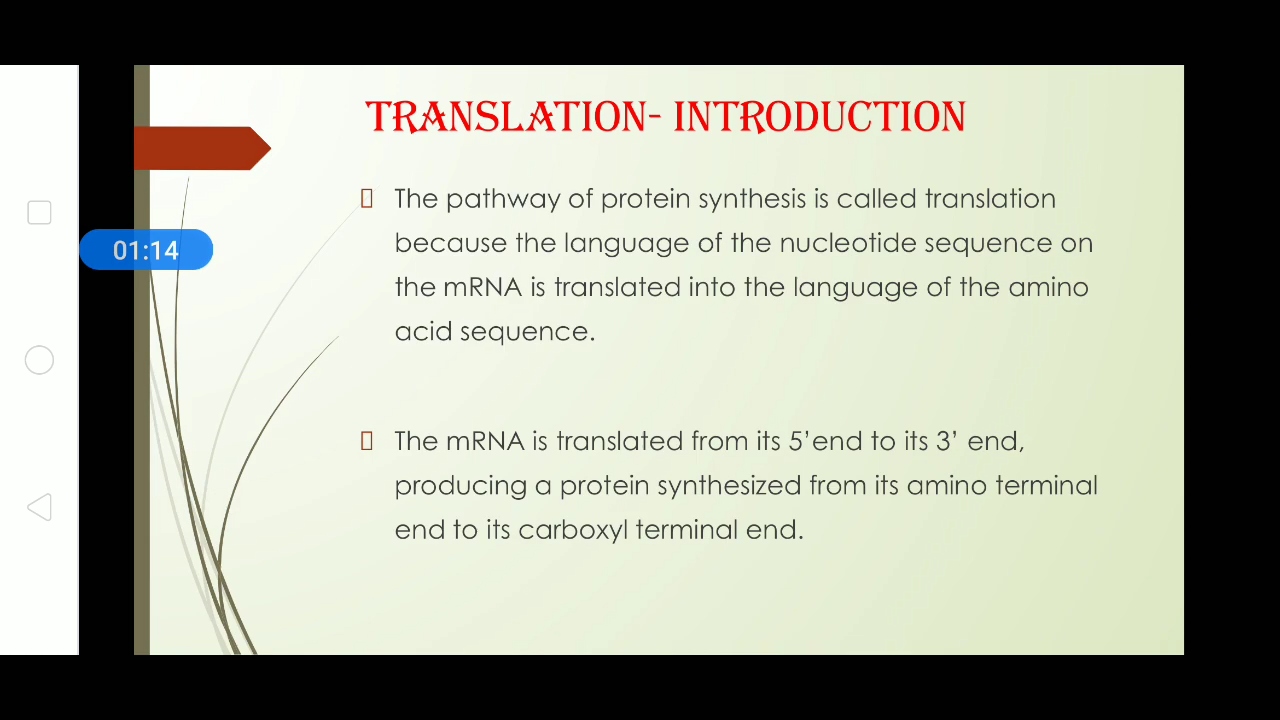 TRANSLATION- INTRODUCTION
The pathway of protein synthesis is called translation
because the language of the nucleotide sequence on
the mRNA is translated into the language of the amino
acid sequence.
01:14
The mRNA is translated from its 5’end to its 3’ end,
producing a protein synthesized from its amino terminal
end to its carboxyl terminal end.